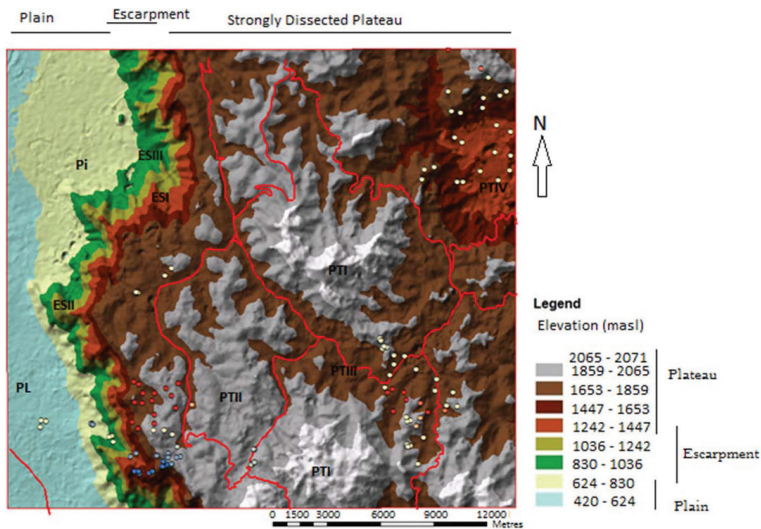 Plain
Escarpment
Strongly Dissected Plateau
N
Pi
ESIII
ESI
PTIV
PTI
ESII
PTIII
PL
PTII
PTI
Legend
Elevation (masl)
2065 - 2071
1859 - 2065
1653 - 1859
1447 - 1653
1242 - 1447
1036 - 1242
830 - 1036
624 - 830
420 - 624
Plateau
Escarpment
Plain
0 1500 3000 6000 9000 12000
Metres